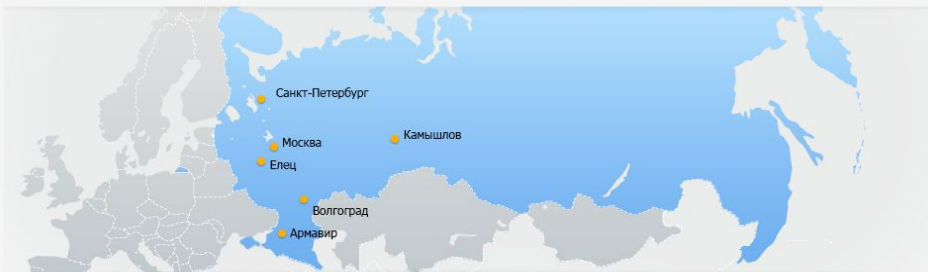 Санкт-Петербург
Камышлов
Москва
Елец
Волгоград
Армавир